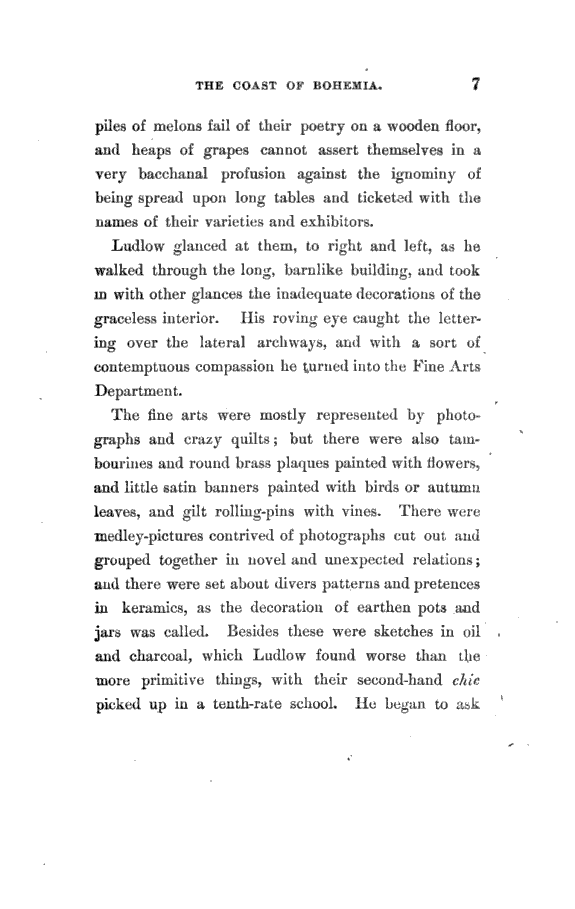 THE COAST OF BOHEMIA. 7
piles of melons fail of their poetry on a wooden floor,
and heaps of grapes cannot assert themselves in a
very bacchanal profusion against the ignominy of
being spread upon long tables and ticketed with the
names of their varieties and exhibitors.
Ludlow glanced at them, to right and left, as he
walked through the long, barnlike building, and took
in with other glances the inadequate decorations of the
graceless interior. His roving eye caught the letter-
ing over the lateral archways, and with a sort of
contemptuous compassion he turned into the Fine Arts
Department.
The fine arts were mostly represented by photo-
graphs and crazy quilts; but there were also tam-
bourines and round brass plaques painted with flowers,
and little satin banners painted with birds or autumn
leaves, and gilt rolling-pins with vines. There were
medley-pictures contrived of photographs cut out and
grouped together in novel and unexpected relations;
and there were set about divers patterns and pretences
in keramics, as the decoration of earthen pots and
jars was called. Besides these were sketches in oil
and charcoal, which Ludlow found worse than the
more primitive things, with their second-hand chic
picked up in a tenth-rate school. He began to ask